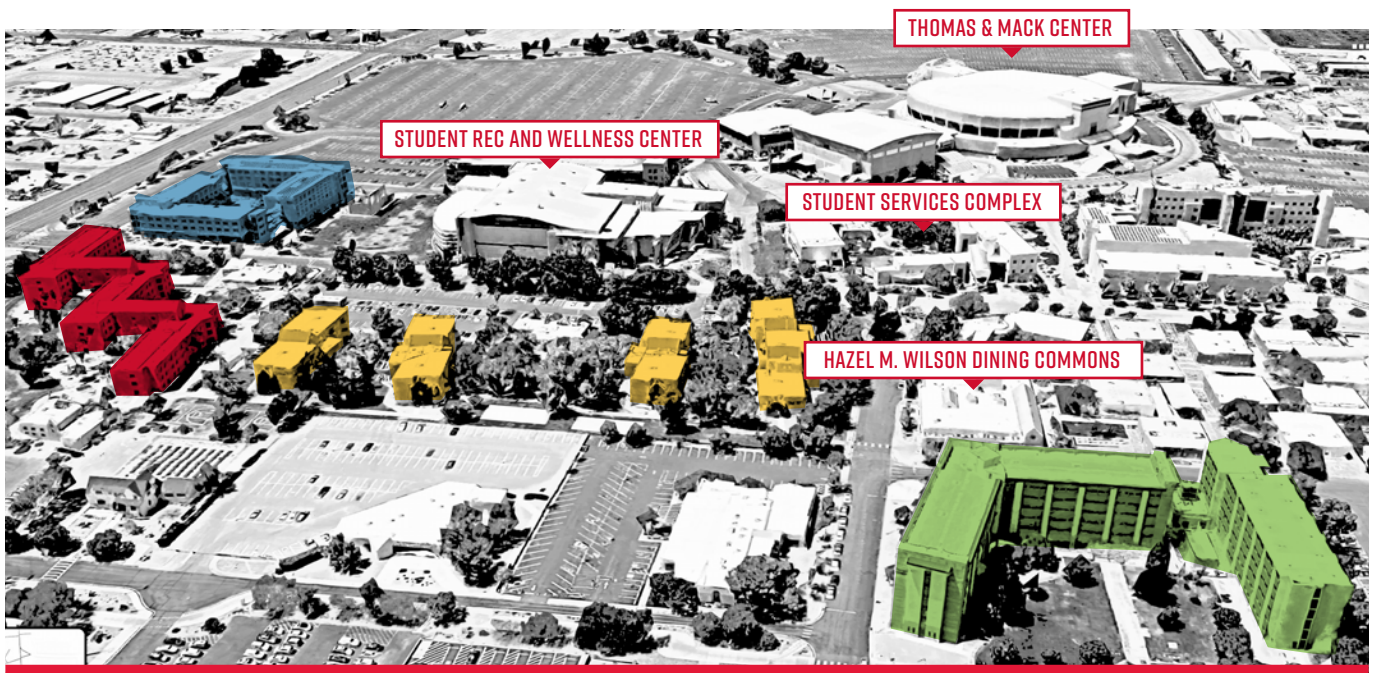 THOMAS & MACK CENTER
STUDENT REC AND WELLNESS CENTER
STUDENT SERVICES COMPLEX
HAZEL M. WILSON DINING COMMONS